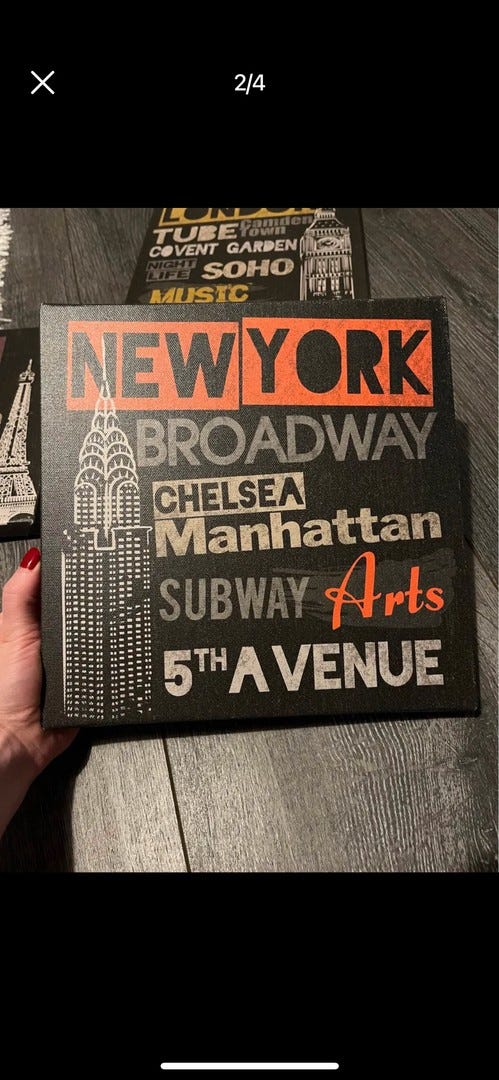 2/4
LONDON
TUBE Camden Town
COVENT GARDEN
NIGHT LIFE SOHO
MUSIC
NEW YORK
BROADWAY
CHELSEA
Manhattan
SUBWAY Arts
5TH AVENUE